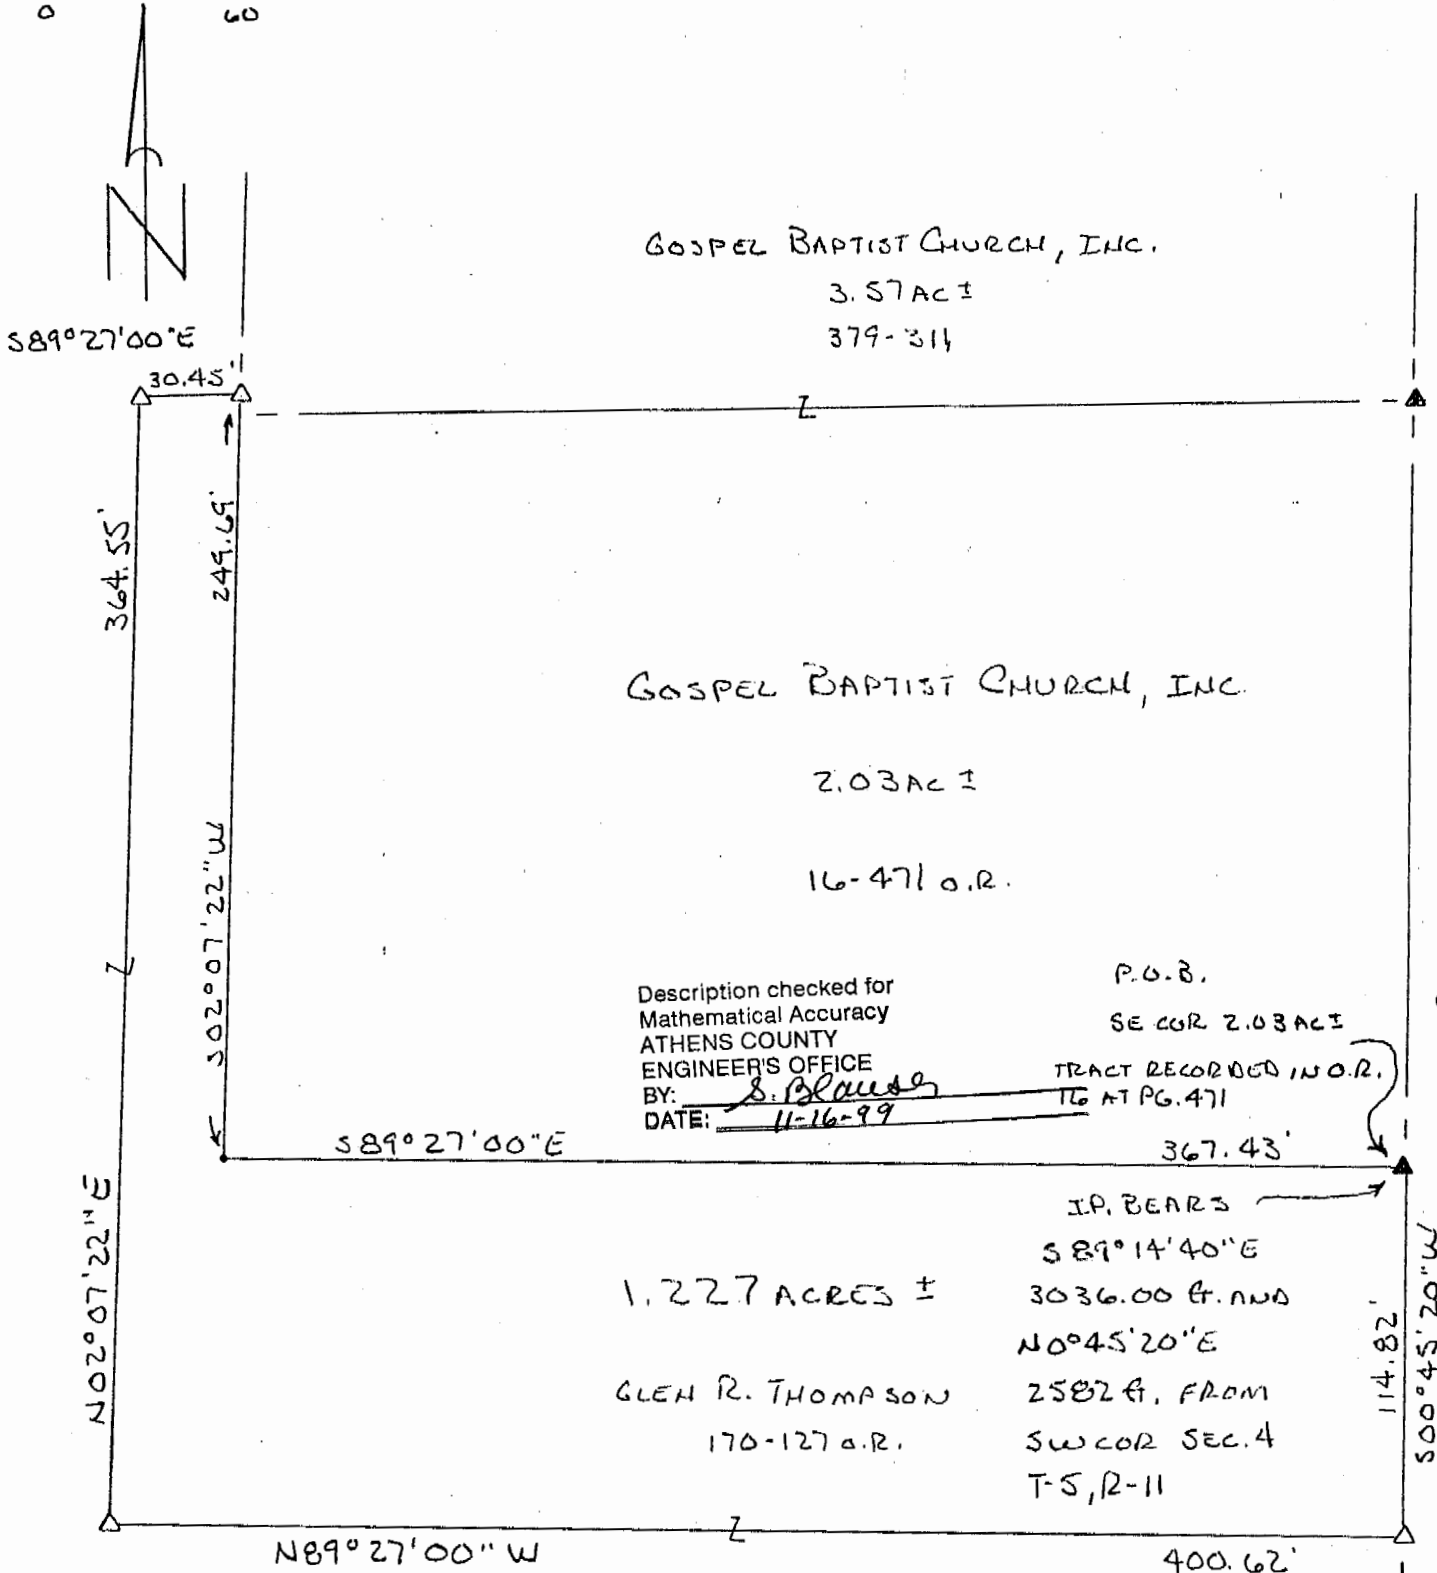 0 60
N
GOSPEL BAPTIST CHURCH, INC.
3.57 AC ±
379-311
S89°27'00"E
30.45'
364.55'
N02°07'22"E
249.69'
S02°07'22"W
GOSPEL BAPTIST CHURCH, INC.
2.03 AC ±
16-471 O.R.
Description checked for
Mathematical Accuracy
ATHENS COUNTY
ENGINEER'S OFFICE
BY: S. Blauser
DATE: 11-16-99
P.O.B.
SE COR 2.03 AC ±
TRACT RECORDED IN O.R.
16 AT PG. 471
S89°27'00"E 367.43'
I.P. BEARS
S89°14'40"E
3036.00 ft. AND
N0°45'20"E
2582 ft. FROM
SW COR SEC. 4
T-5, R-11
1.227 ACRES ±
GLEN R. THOMPSON
170-127 O.R.
114.82'
S00°45'20"W
N89°27'00"W 400.62'